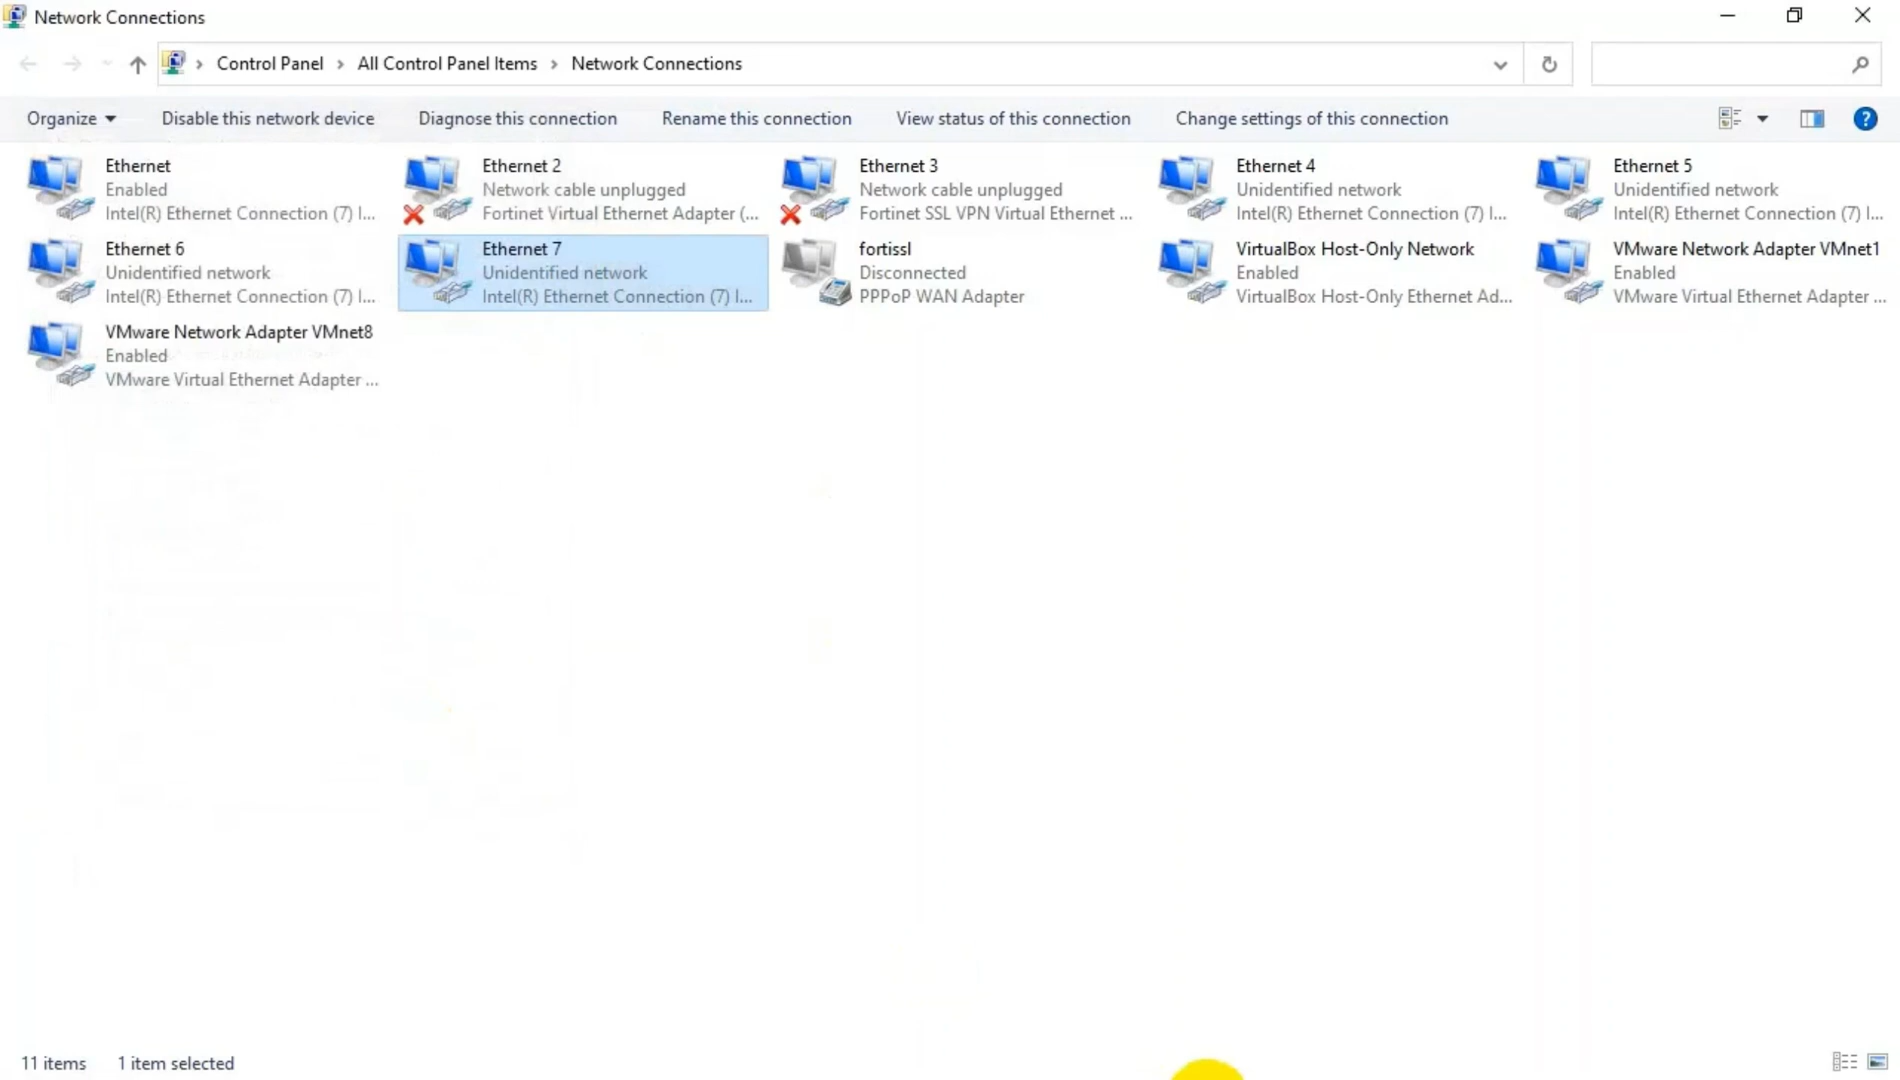 Network Connections
Control Panel > All Control Panel Items > Network Connections
Organize Disable this network device Diagnose this connection Rename this connection View status of this connection Change settings of this connection ?
Ethernet
Enabled
Intel(R) Ethernet Connection (7) I...
Ethernet 2
Network cable unplugged
Fortinet Virtual Ethernet Adapter (...
Ethernet 3
Network cable unplugged
Fortinet SSL VPN Virtual Ethernet ...
Ethernet 4
Unidentified network
Intel(R) Ethernet Connection (7) I...
Ethernet 5
Unidentified network
Intel(R) Ethernet Connection (7) I...
Ethernet 6
Unidentified network
Intel(R) Ethernet Connection (7) I...
Ethernet 7
Unidentified network
Intel(R) Ethernet Connection (7) I...
fortissl
Disconnected
PPPoP WAN Adapter
VirtualBox Host-Only Network
Enabled
VirtualBox Host-Only Ethernet Ad...
VMware Network Adapter VMnet1
Enabled
VMware Virtual Ethernet Adapter ...
VMware Network Adapter VMnet8
Enabled
VMware Virtual Ethernet Adapter ...
11 items 1 item selected